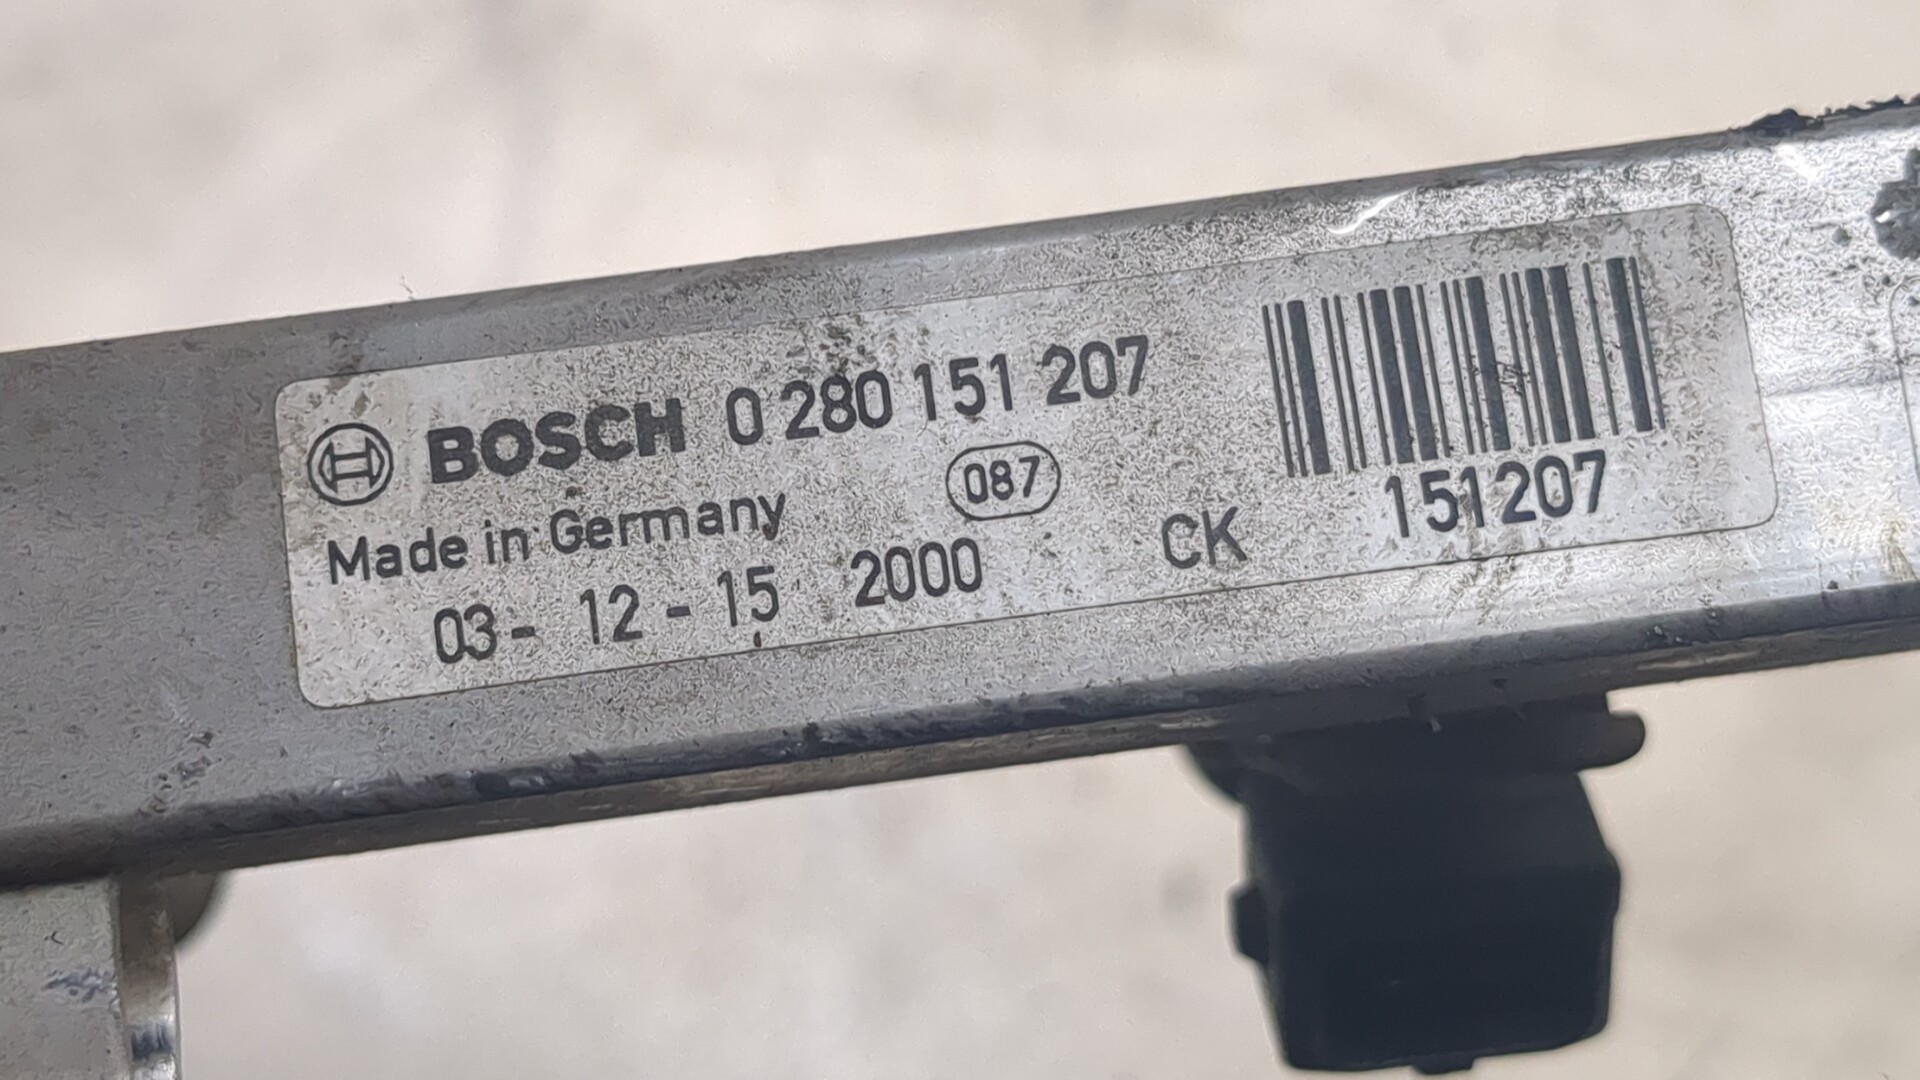 BOSCH 0 280 151 207
Made in Germany 087
03- 12 - 15 2000 CK 151207